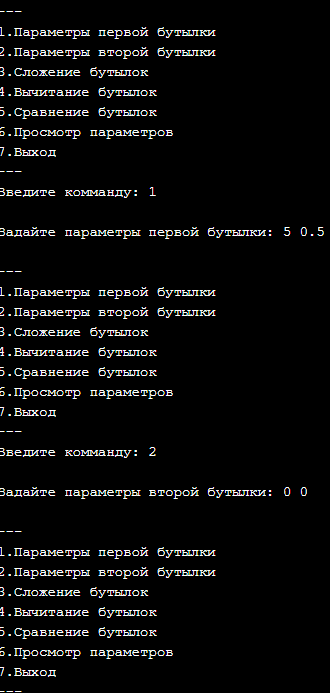 ---
1.Параметры первой бутылки
2.Параметры второй бутылки
3.Сложение бутылок
4.Вычитание бутылок
5.Сравнение бутылок
6.Просмотр параметров
7.Выход
---
Введите комманду: 1
Задайте параметры первой бутылки: 5 0.5
---
1.Параметры первой бутылки
2.Параметры второй бутылки
3.Сложение бутылок
4.Вычитание бутылок
5.Сравнение бутылок
6.Просмотр параметров
7.Выход
---
Введите комманду: 2
Задайте параметры второй бутылки: 0 0
---
1.Параметры первой бутылки
2.Параметры второй бутылки
3.Сложение бутылок
4.Вычитание бутылок
5.Сравнение бутылок
6.Просмотр параметров
7.Выход
---